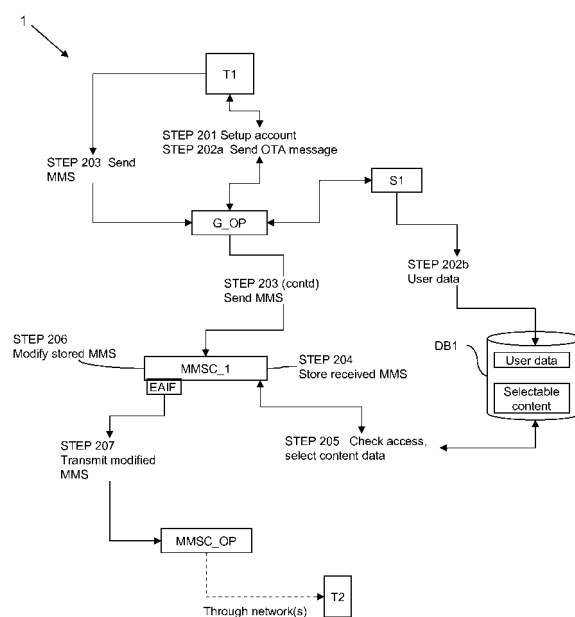 1
T1
STEP 201 Setup account
STEP 202a Send OTA message
STEP 203 Send
MMS
S1
G_OP
STEP 202b
User data
STEP 203 (contd)
Send MMS
STEP 206
Modify stored MMS
MMSC_1
EAIF
STEP 204
Store received MMS
DB1
User data
Selectable
content
STEP 205 Check access,
select content data
STEP 207
Transmit modified
MMS
MMSC_OP
T2
Through network(s)